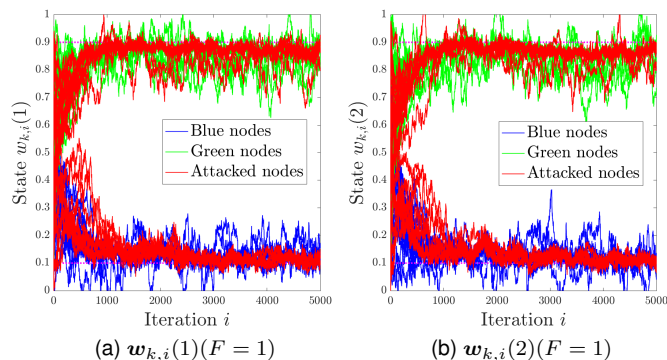 1
0.9
0.8
0.7
0.6
0.5
0.4
0.3
0.2
0.1
0
State w_{k,i}(1)
Blue nodes
Green nodes
Attacked nodes
0 1000 2000 3000 4000 5000
Iteration i
(a) w_{k,i}(1)(F = 1)
1
0.9
0.8
0.7
0.6
0.5
0.4
0.3
0.2
0.1
0
State w_{k,i}(2)
Blue nodes
Green nodes
Attacked nodes
0 1000 2000 3000 4000 5000
Iteration i
(b) w_{k,i}(2)(F = 1)